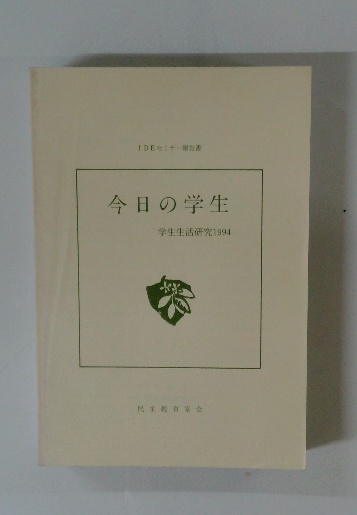 IDEセミナー報告書
今日の学生
学生生活研究1994
民主教育協会